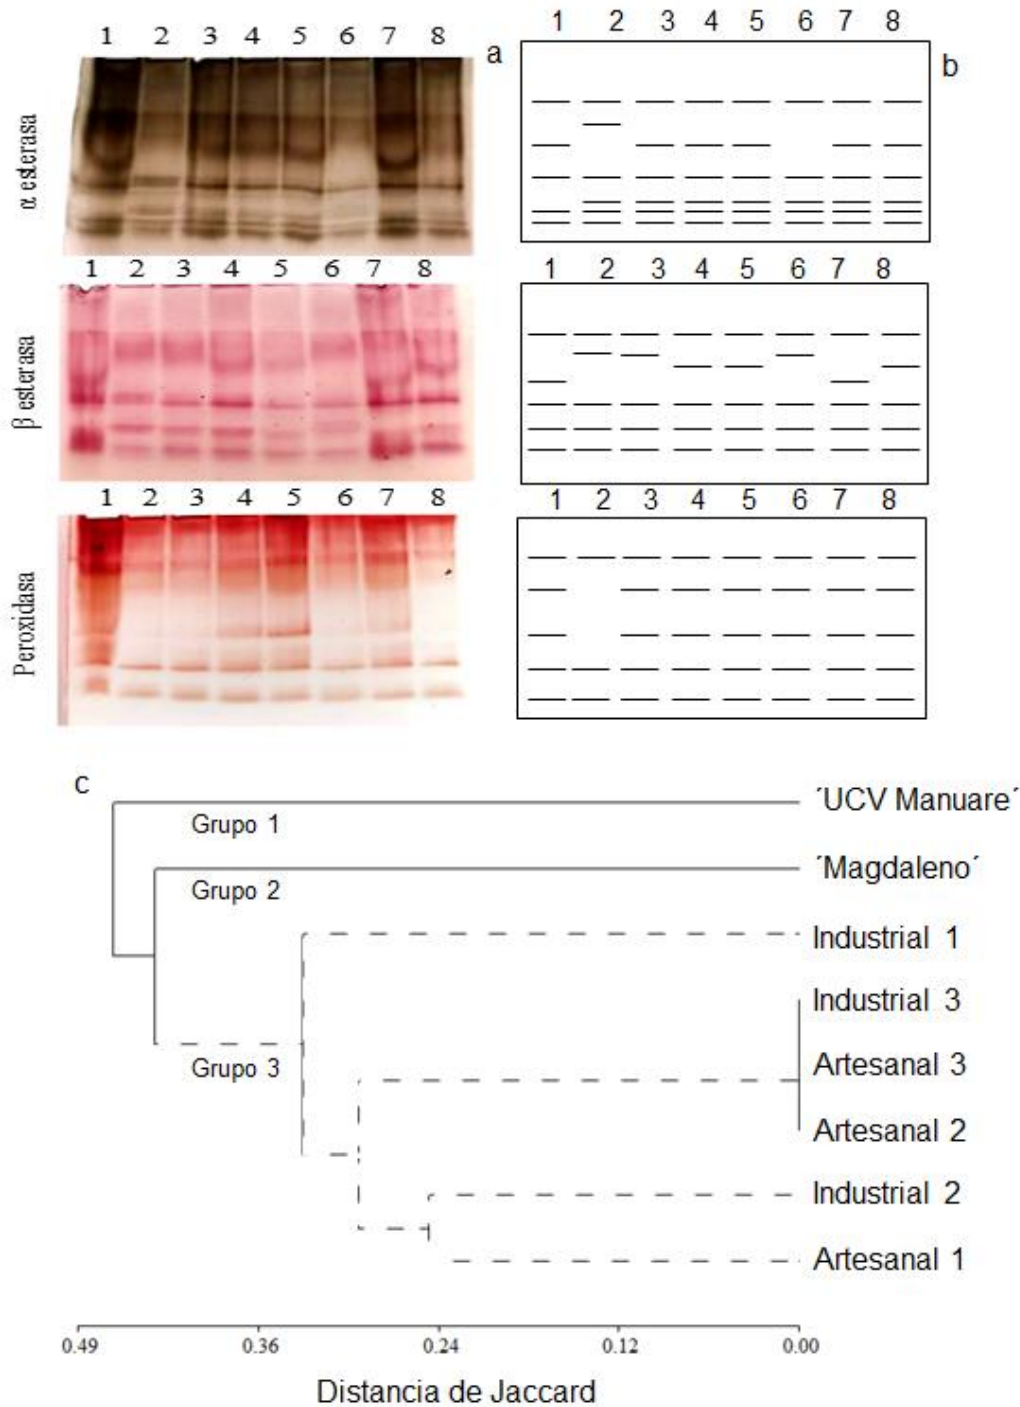 1 2 3 4 5 6 7 8
a
1 2 3 4 5 6 7 8
b
α esterasa
1 2 3 4 5 6 7 8
1 2 3 4 5 6 7 8
β esterasa
1 2 3 4 5 6 7 8
1 2 3 4 5 6 7 8
Peroxidasa
c
´UCV Manuare´
Grupo 1
´Magdaleno´
Grupo 2
Industrial 1
Industrial 3
Artesanal 3
Grupo 3
Artesanal 2
Industrial 2
Artesanal 1
0.49 0.36 0.24 0.12 0.00
Distancia de Jaccard